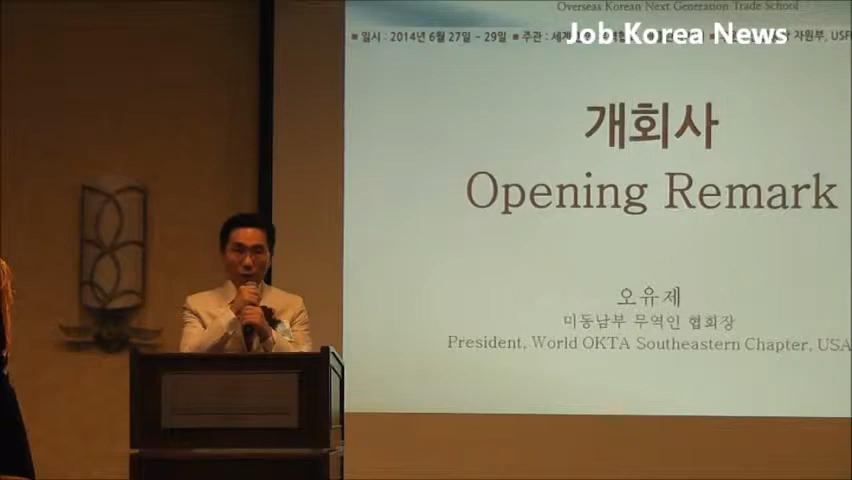 Overseas Korean Next Generation Trade School
Job Korea News
■ 일시 : 2014년 6월 27일 - 29일 ■ 주관 : 자원부, USF
개회사
Opening Remark
오유제
미동남부 무역인 협회장
President, World OKTA Southeastern Chapter, USA